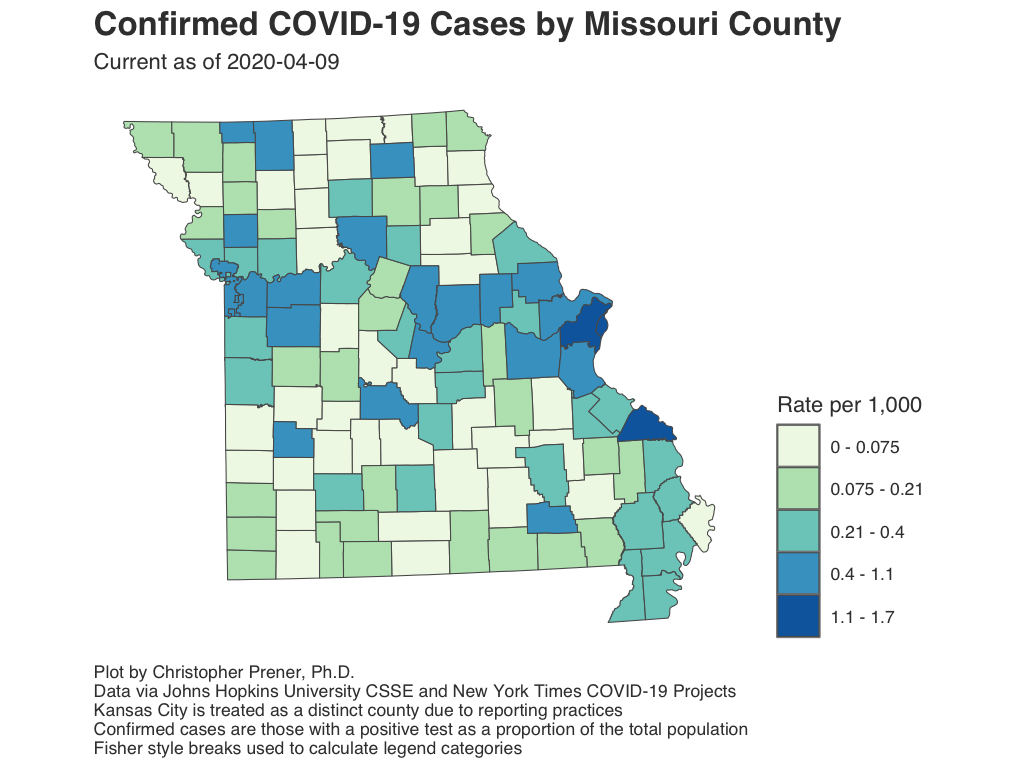 Confirmed COVID-19 Cases by Missouri County
Current as of 2020-04-09
Rate per 1,000
0 - 0.075
0.075 - 0.21
0.21 - 0.4
0.4 - 1.1
1.1 - 1.7
Plot by Christopher Prener, Ph.D.
Data via Johns Hopkins University CSSE and New York Times COVID-19 Projects
Kansas City is treated as a distinct county due to reporting practices
Confirmed cases are those with a positive test as a proportion of the total population
Fisher style breaks used to calculate legend categories